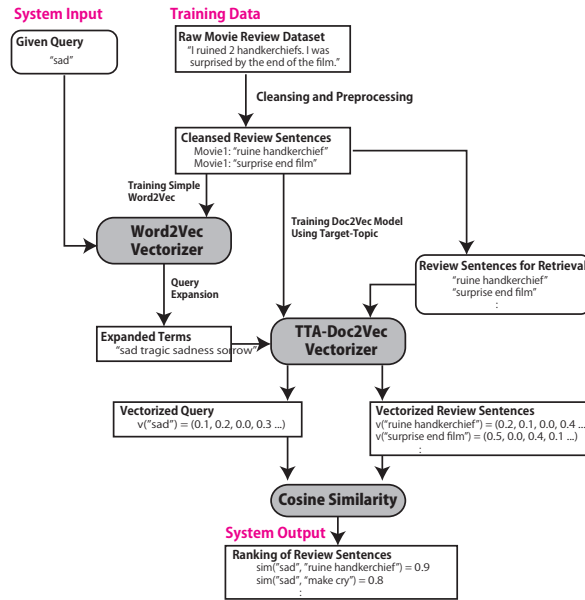 System Input
Training Data
Given Query
“sad”
Raw Movie Review Dataset
“I ruined 2 handkerchiefs. I was
surprised by the end of the film.”
Cleansing and Preprocessing
Cleansed Review Sentences
Movie1: “ruine handkerchief”
Movie1: “surprise end film”
Training Simple
Word2Vec
Training Doc2Vec Model
Using Target-Topic
Word2Vec
Vectorizer
Query
Expansion
Review Sentences for Retrieval
“ruine handkerchief”
“surprise end film”
:
Expanded Terms
“sad tragic sadness sorrow”
TTA-Doc2Vec
Vectorizer
Vectorized Query
v(“sad”) = (0.1, 0.2, 0.0, 0.3 ...)
Vectorized Review Sentences
v(“ruine handkerchief”) = (0.2, 0.1, 0.0, 0.4 ...
v(“surprise end film”) = (0.5, 0.0, 0.4, 0.1 ...)
:
Cosine Similarity
System Output
Ranking of Review Sentences
sim(“sad”, “ruine handkerchief”) = 0.9
sim(“sad”, “make cry”) = 0.8
: